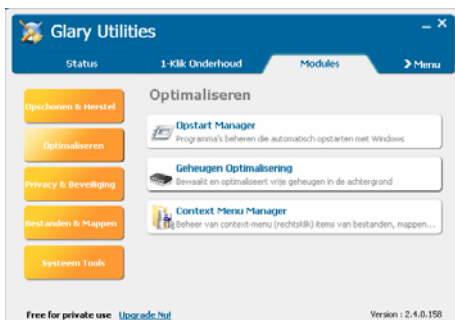 Glary Utilities
Status 1-Klik Onderhoud Modules Menu
Optimaliseren
Opschonen & Herstel
Optimaliseren
Privacy & Beveiliging
Bestanden & Mappen
Systeem Tools
Opstart Manager
Programma's beheren die automatisch opstarten met Windows
Geheugen Optimalisering
Bewaakt en optimaliseert vrije geheugen in de achtergrond
Context Menu Manager
Beheer van context-menu (rechtsklik) items van bestanden, mappen...
Free for private use Upgrade Nu! Version : 2.4.0.158